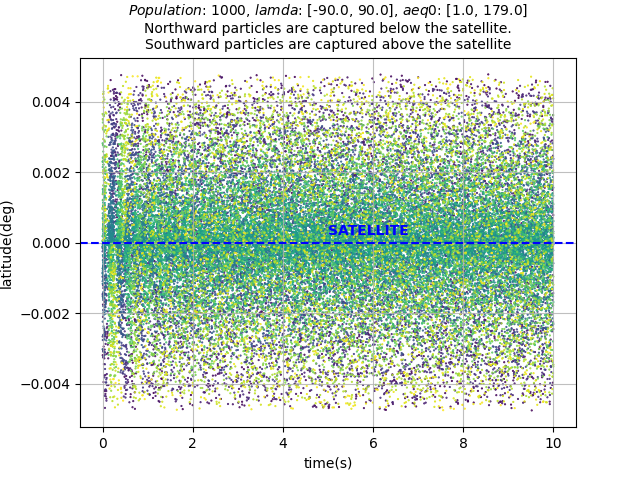 Population: 1000, lamda: [-90.0, 90.0], aeq0: [1.0, 179.0]
Northward particles are captured below the satellite.
Southward particles are captured above the satellite
0.004
0.002
0.000
−0.002
−0.004
latitude(deg)
SATELLITE
0 2 4 6 8 10
time(s)